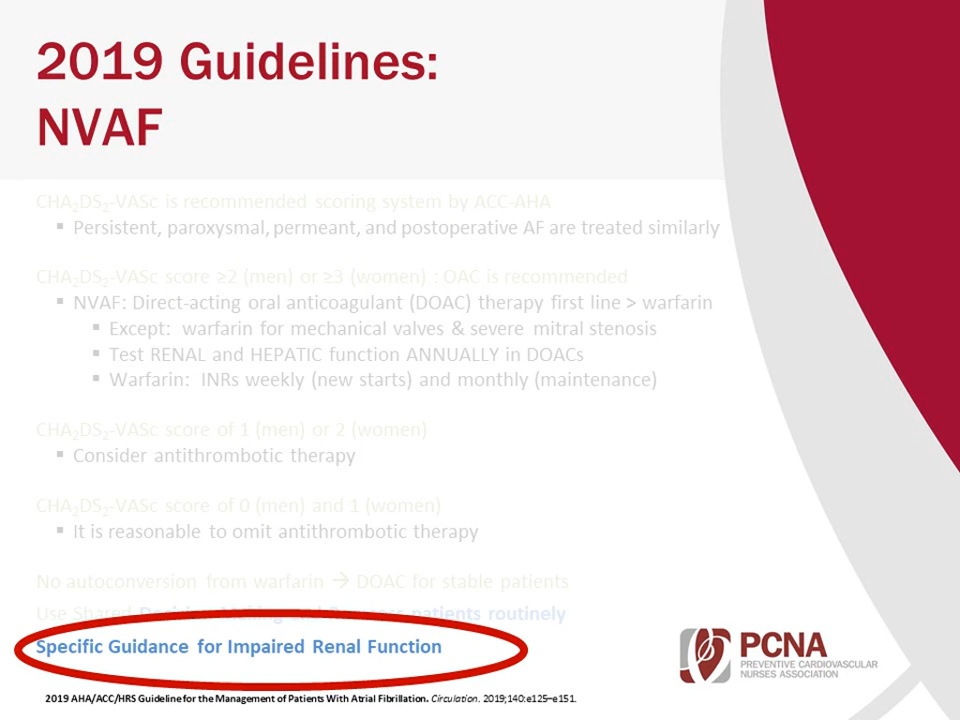 2019 Guidelines:
NVAF
CHA₂DS₂-VASc is recommended scoring system by ACC-AHA
▪ Persistent, paroxysmal, permeant, and postoperative AF are treated similarly
CHA₂DS₂-VASc score ≥2 (men) or ≥3 (women) : OAC is recommended
▪ NVAF: Direct-acting oral anticoagulant (DOAC) therapy first line > warfarin
▪ Except: warfarin for mechanical valves & severe mitral stenosis
▪ Test RENAL and HEPATIC function ANNUALLY in DOACs
▪ Warfarin: INRs weekly (new starts) and monthly (maintenance)
CHA₂DS₂-VASc score of 1 (men) or 2 (women)
▪ Consider antithrombotic therapy
CHA₂DS₂-VASc score of 0 (men) and 1 (women)
▪ It is reasonable to omit antithrombotic therapy
No autoconversion from warfarin → DOAC for stable patients
Use Shared Decision Making and Reassess patients routinely
Specific Guidance for Impaired Renal Function
PCNA
PREVENTIVE CARDIOVASCULAR
NURSES ASSOCIATION
2019 AHA/ACC/HRS Guideline for the Management of Patients With Atrial Fibrillation. Circulation. 2019;140:e125–e151.